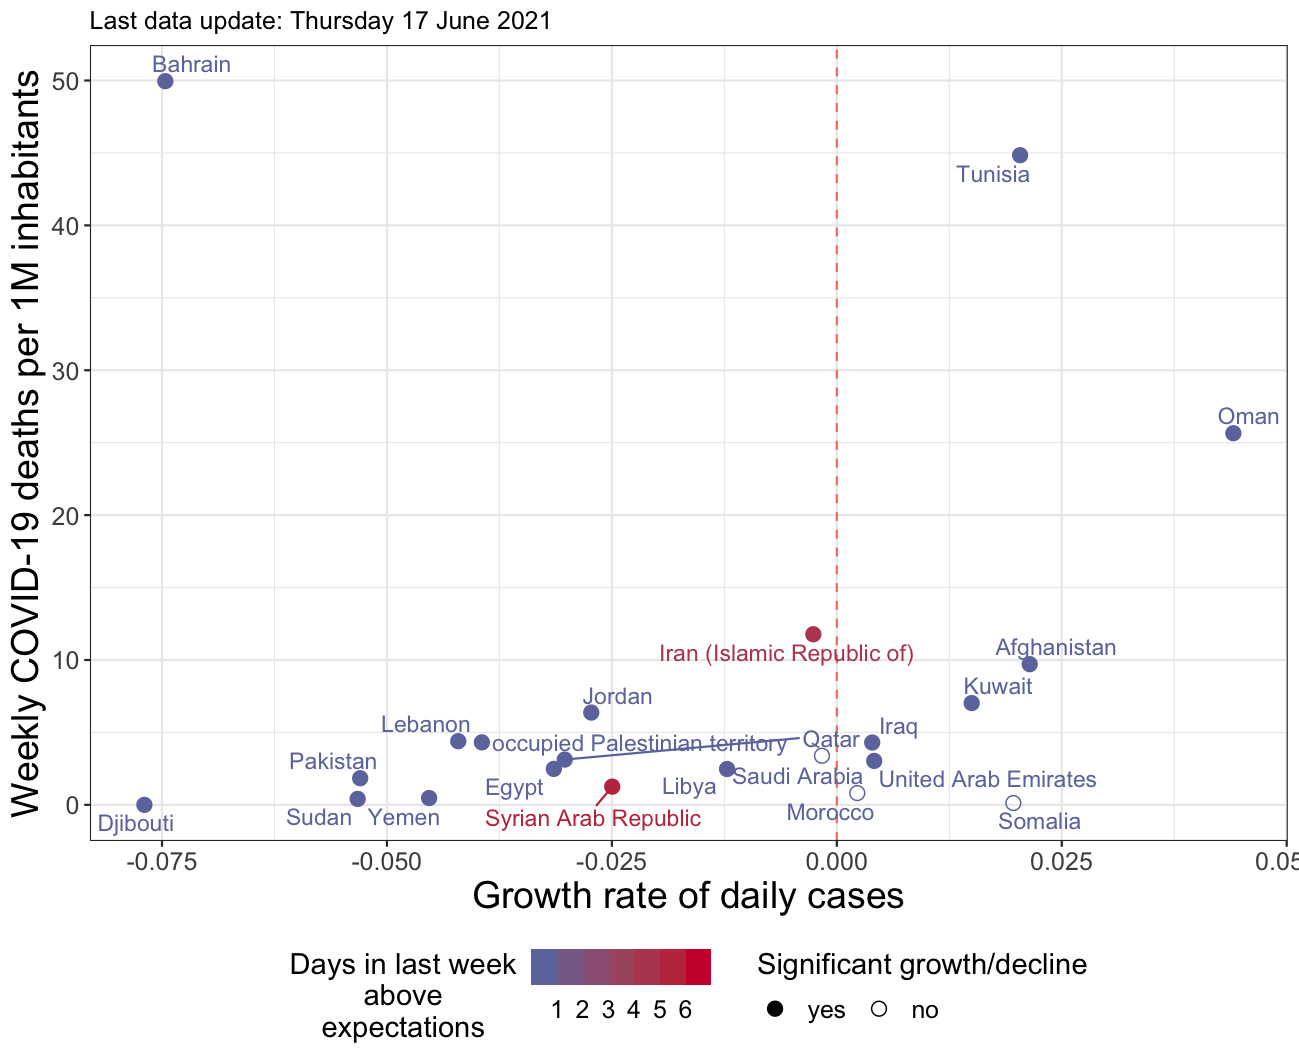 Last data update: Thursday 17 June 2021
Weekly COVID-19 deaths per 1M inhabitants
50
40
30
20
10
0
Bahrain
Tunisia
Oman
Iran (Islamic Republic of)
Afghanistan
Kuwait
Jordan
Lebanon
occupied Palestinian territory
Qatar
Iraq
Pakistan
Egypt
Libya
Saudi Arabia
United Arab Emirates
Djibouti
Sudan
Yemen
Syrian Arab Republic
Morocco
Somalia
-0.075
-0.050
-0.025
0.000
0.025
0.05
Growth rate of daily cases
Days in last week
above
expectations
1 2 3 4 5 6
Significant growth/decline
yes
no